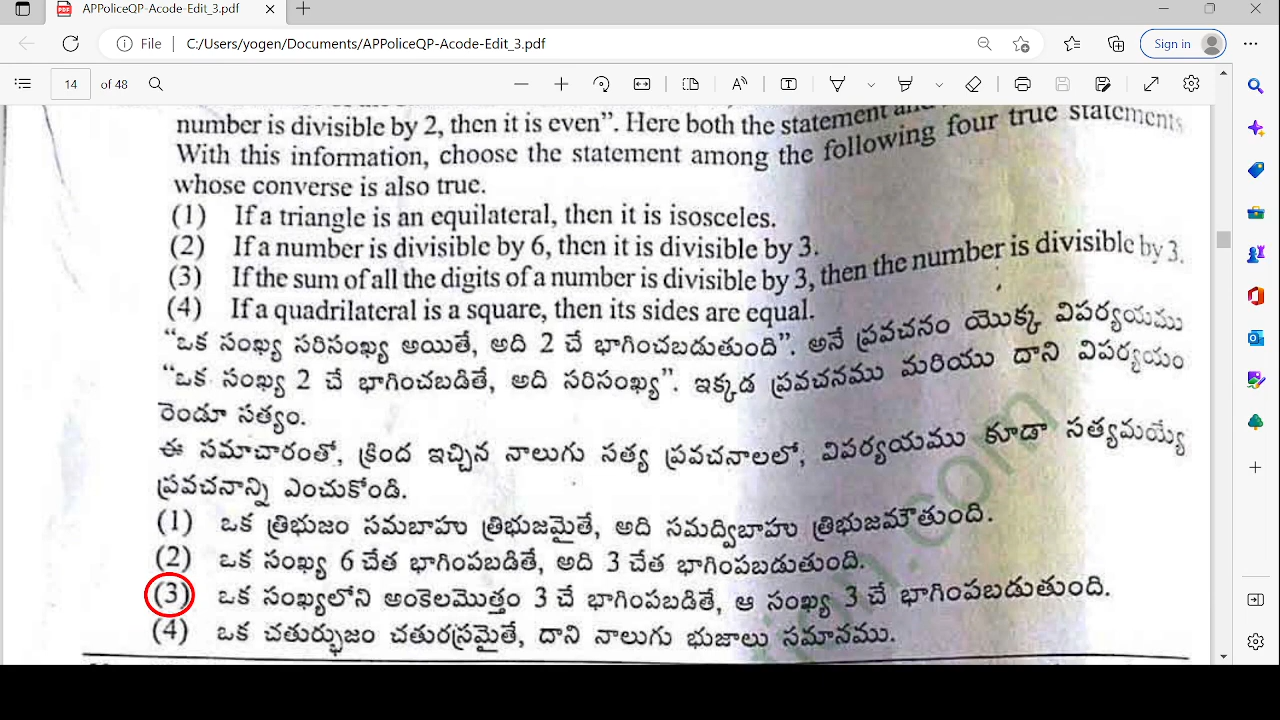 APPoliceQP-Acode-Edit_3.pdf
File C:/Users/yogen/Documents/APPoliceQP-Acode-Edit_3.pdf Sign in
14 of 48
number is divisible by 2, then it is even”. Here both the statement and
With this information, choose the statement among the following four true statements
whose converse is also true.
(1) If a triangle is an equilateral, then it is isosceles.
(2) If a number is divisible by 6, then it is divisible by 3.
(3) If the sum of all the digits of a number is divisible by 3, then the number is divisible by 3.
(4) If a quadrilateral is a square, then its sides are equal.
“ఒక సంఖ్య సరిసంఖ్య అయితే, అది 2 చే భాగించబడుతుంది”. అనే ప్రవచనం యొక్క విపర్యయము
“ఒక సంఖ్య 2 చే భాగించబడితే, అది సరిసంఖ్య”. ఇక్కడ ప్రవచనము మరియు దాని విపర్యయం
రెండూ సత్యం.
ఈ సమాచారంతో, క్రింద ఇచ్చిన నాలుగు సత్య ప్రవచనాలలో, విపర్యయము కూడా సత్యమయ్యే
ప్రవచనాన్ని ఎంచుకోండి.
(1) ఒక త్రిభుజం సమబాహు త్రిభుజమైతే, అది సమద్విబాహు త్రిభుజమౌతుంది.
(2) ఒక సంఖ్య 6 చేత భాగింపబడితే, అది 3 చేత భాగింపబడుతుంది.
(3) ఒక సంఖ్యలోని అంకెలమొత్తం 3 చే భాగింపబడితే, ఆ సంఖ్య 3 చే భాగింపబడుతుంది.
(4) ఒక చతుర్భుజం చతురస్రమైతే, దాని నాలుగు భుజాలు సమానము.